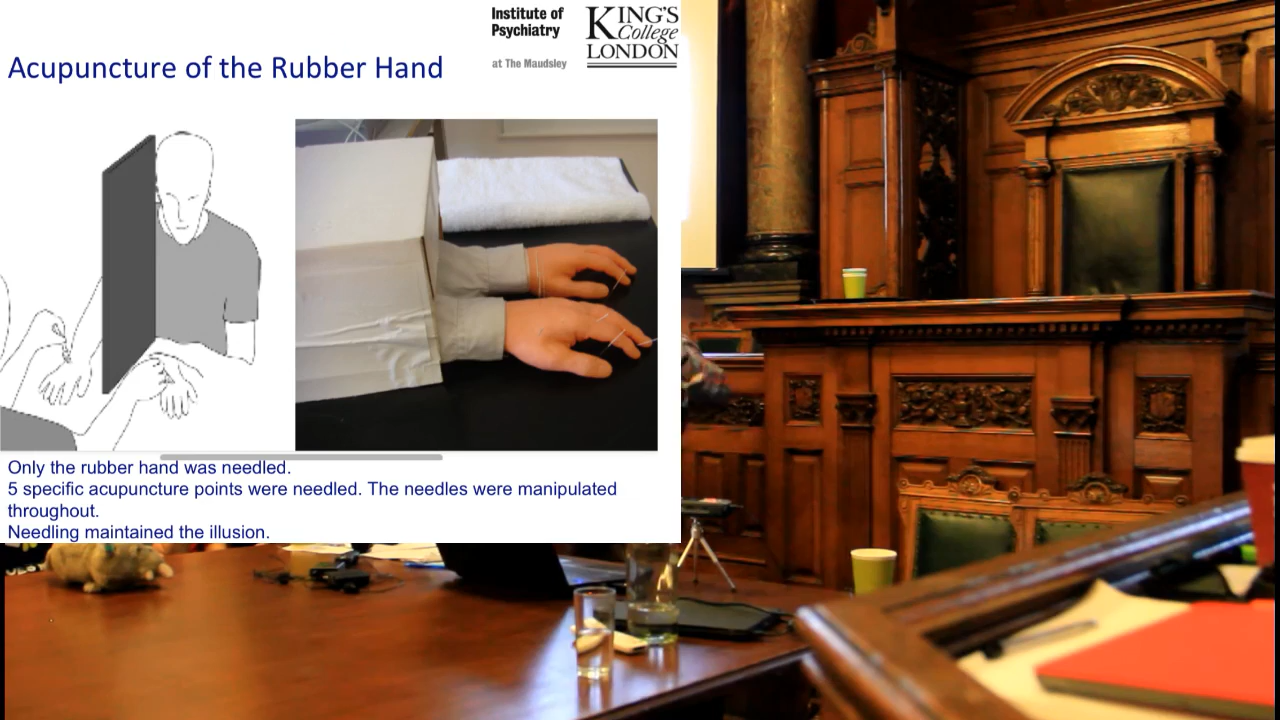 Institute of
Psychiatry
at The Maudsley
KING'S
College
LONDON
Acupuncture of the Rubber Hand
Only the rubber hand was needled.
5 specific acupuncture points were needled. The needles were manipulated
throughout.
Needling maintained the illusion.